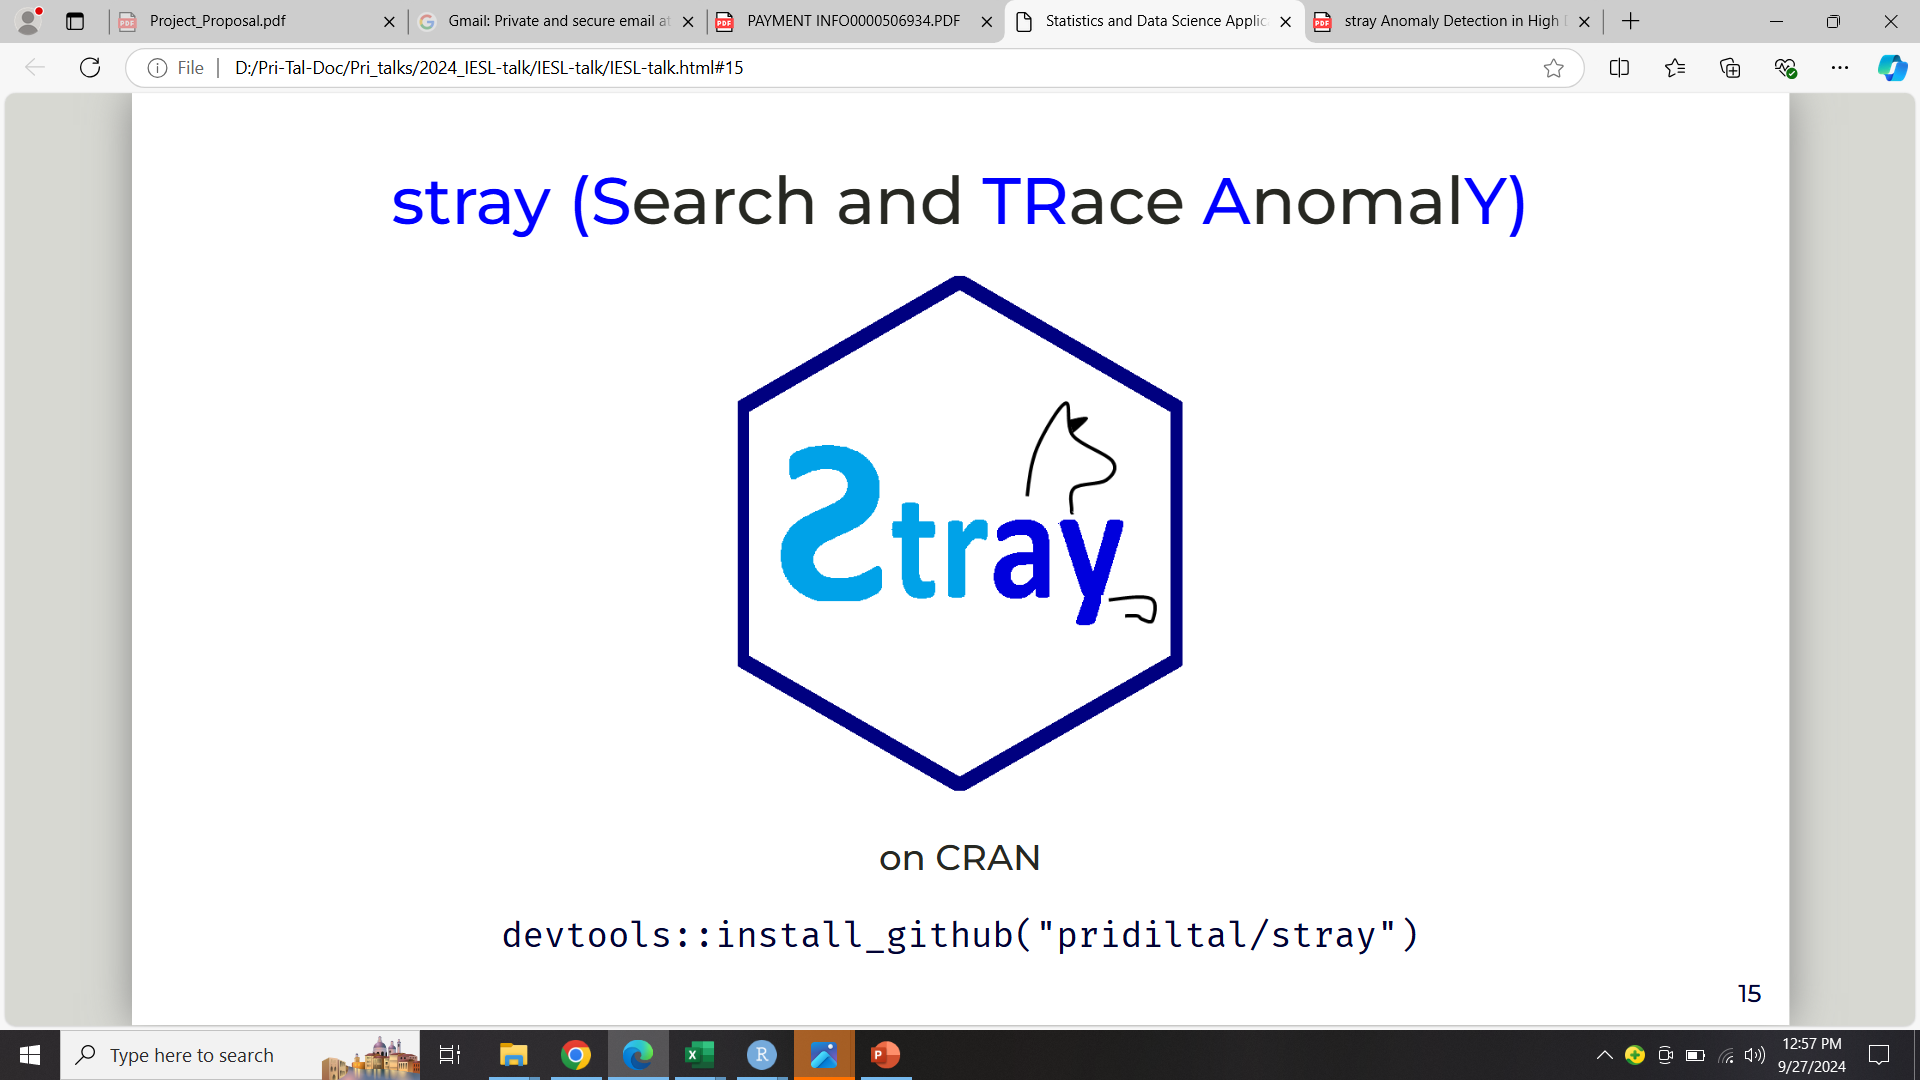 Project_Proposal.pdf
Gmail: Private and secure email at
PAYMENT INFO0000506934.PDF
Statistics and Data Science Applic
stray Anomaly Detection in High D
File
D:/Pri-Tal-Doc/Pri_talks/2024_IESL-talk/IESL-talk/IESL-talk.html#15
stray (Search and TRace AnomalY)
Stray
on CRAN
devtools::install_github("pridiltal/stray")
15
Type here to search
12:57 PM
9/27/2024